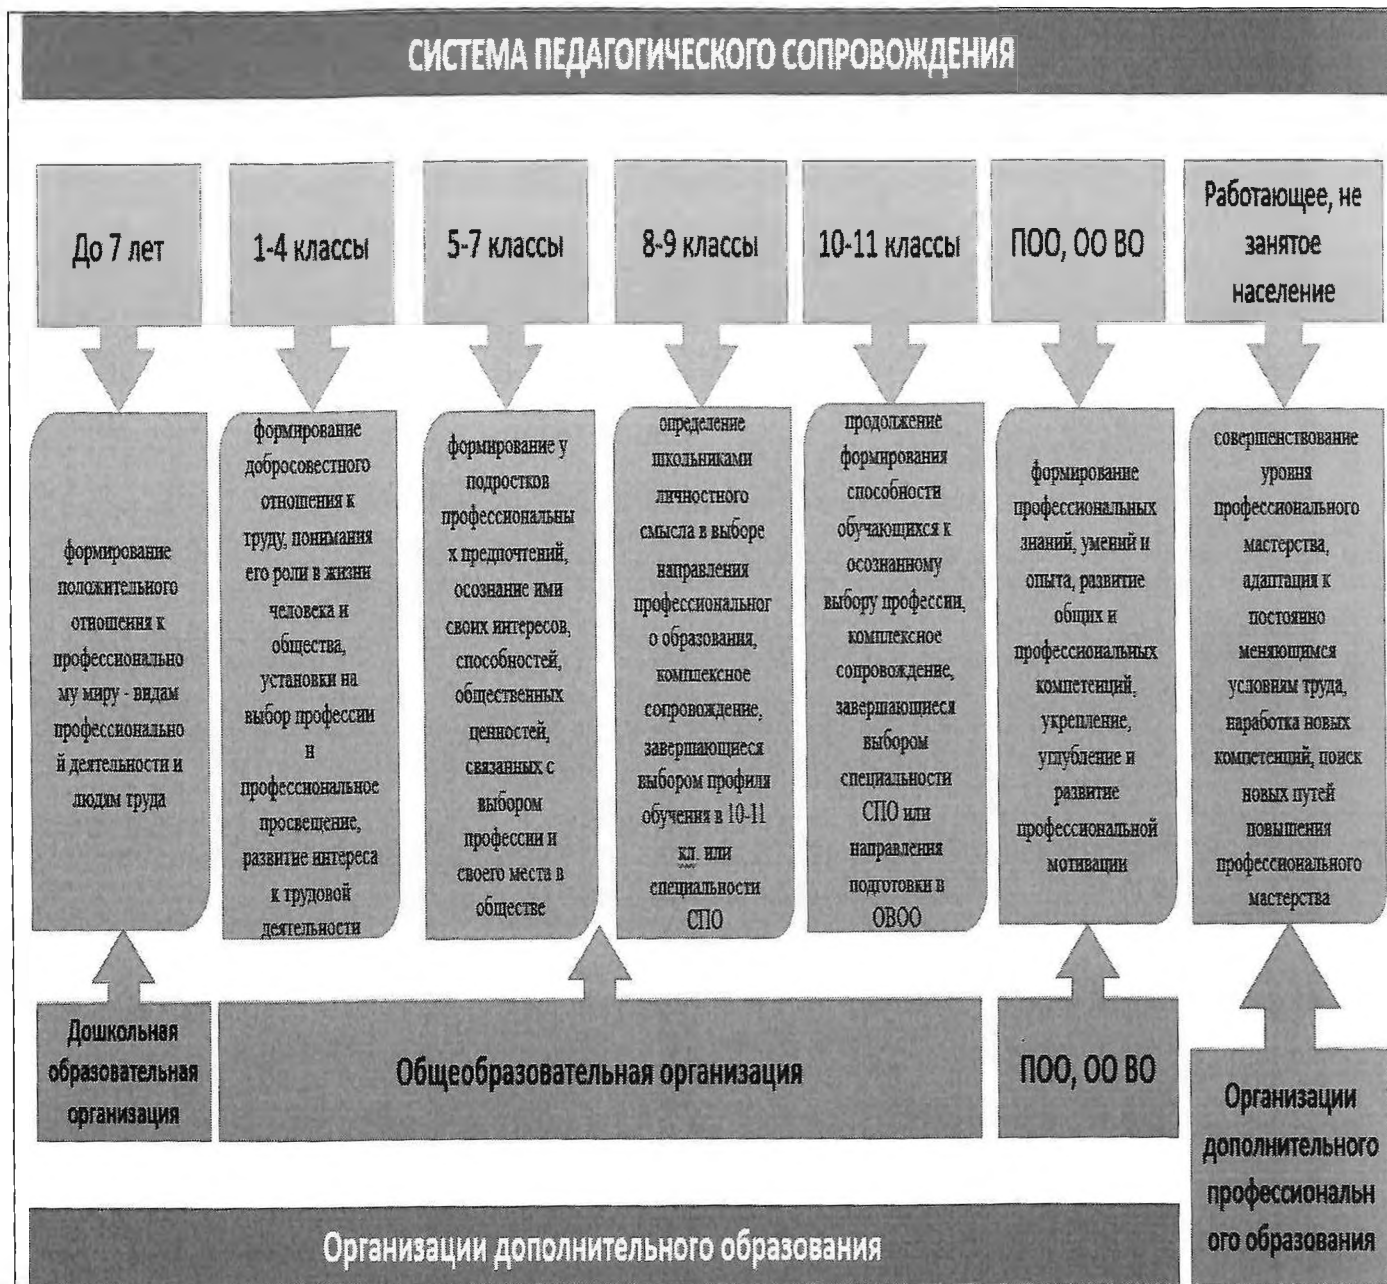 СИСТЕМА ПЕДАГОГИЧЕСКОГО СОПРОВОЖДЕНИЯ
До 7 лет
1-4 классы
5-7 классы
8-9 классы
10-11 классы
ПОО, ОО ВО
Работающее, не
занятое
население
формирование
положительного
отношения к
профессионально
му миру - видам
профессионально
й деятельности и
людям труда
формирование
добросовестного
отношения к
труду, понимания
его роли в жизни
человека и
общества,
установки на
выбор профессии
и
профессиональное
просвещение,
развитие интереса
к трудовой
деятельности
формирование у
подростков
профессиональны
х предпочтений,
осознание ими
своих интересов,
способностей,
общественных
ценностей,
связанных с
выбором
профессии и
своего места в
обществе
определение
школьниками
личностного
смысла в выборе
направления
профессиональног
о образования,
комплексное
сопровождение,
завершающиеся
выбором профиля
обучения в 10-11
кл. или
специальности
СПО
продолжение
формирования
способности
обучающихся к
осознанному
выбору профессии,
комплексное
сопровождение,
завершающиеся
выбором
специальности
СПО или
направления
подготовки в
ОВОО
формирование
профессиональных
знаний, умений и
опыта, развитие
общих и
профессиональных
компетенций,
укрепление,
углубление и
развитие
профессиональной
мотивации
совершенствование
уровня
профессионального
мастерства,
адаптация к
постоянно
меняющимся
условиям труда,
наработка новых
компетенций, поиск
новых путей
повышения
профессионального
мастерства
Дошкольная
образовательная
организация
Общеобразовательная организация
ПОО, ОО ВО
Организации
дополнительного
профессиональн
ого образования
Организации дополнительного образования